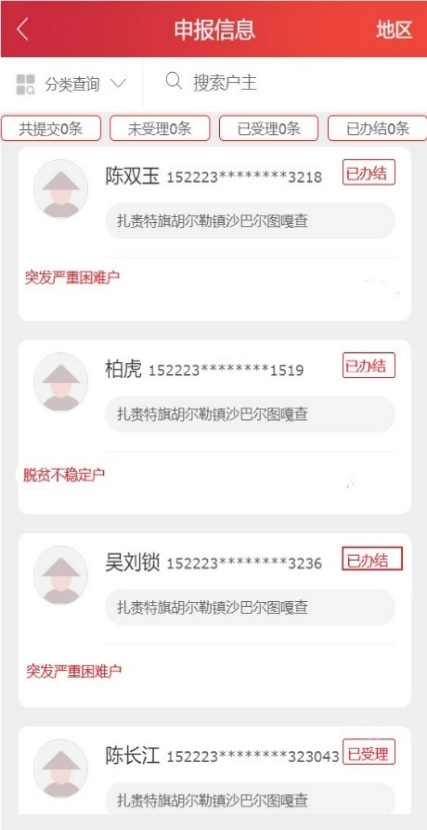 申报信息 地区
分类查询 搜索户主
共提交0条 未受理0条 已受理0条 已办结0条
陈双玉 152223********3218 已办结
扎赉特旗胡尔勒镇沙巴尔图嘎查
突发严重困难户
柏虎 152223********1519 已办结
扎赉特旗胡尔勒镇沙巴尔图嘎查
脱贫不稳定户
吴刘锁 152223********3236 已办结
扎赉特旗胡尔勒镇沙巴尔图嘎查
突发严重困难户
陈长江 152223********323043 已受理
扎赉特旗胡尔勒镇沙巴尔图嘎查